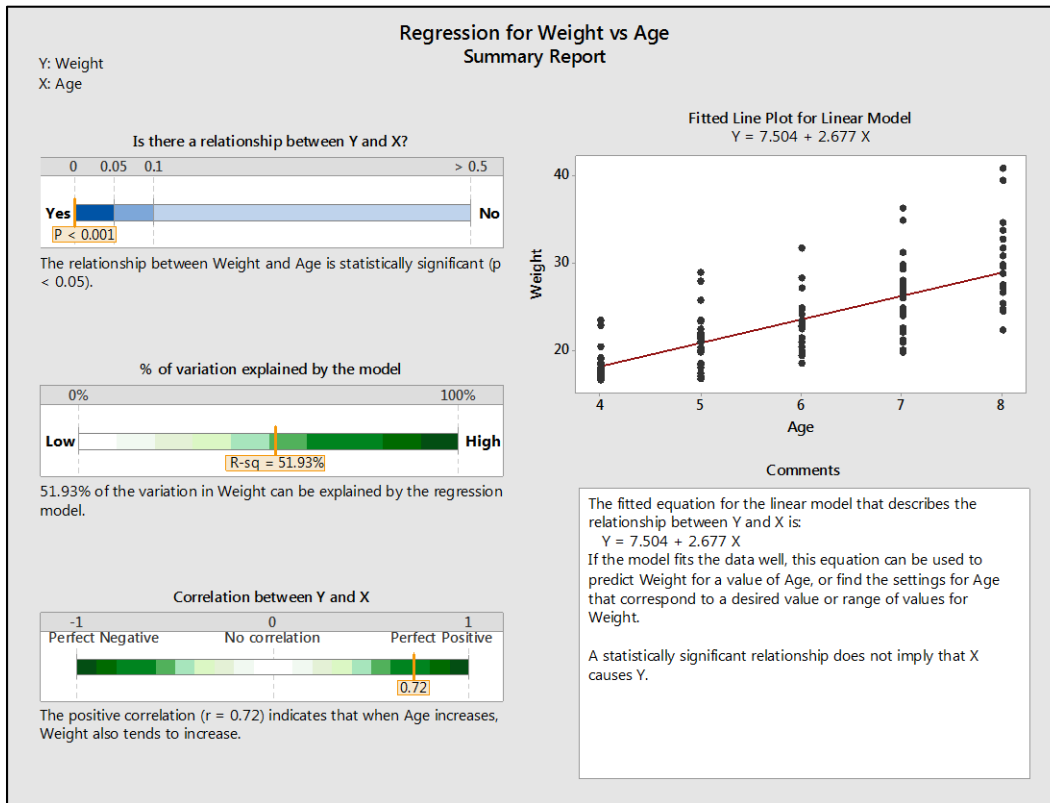 Regression for Weight vs Age
Summary Report
Y: Weight
X: Age
Is there a relationship between Y and X?
0 0.05 0.1 > 0.5
Yes No
P < 0.001
The relationship between Weight and Age is statistically significant (p
< 0.05).
% of variation explained by the model
0% 100%
Low High
R-sq = 51.93%
51.93% of the variation in Weight can be explained by the regression
model.
Correlation between Y and X
-1 0 1
Perfect Negative No correlation Perfect Positive
0.72
The positive correlation (r = 0.72) indicates that when Age increases,
Weight also tends to increase.
Fitted Line Plot for Linear Model
Y = 7.504 + 2.677 X
40
30
20
Weight
4 5 6 7 8
Age
Comments
The fitted equation for the linear model that describes the
relationship between Y and X is:
Y = 7.504 + 2.677 X
If the model fits the data well, this equation can be used to
predict Weight for a value of Age, or find the settings for Age
that correspond to a desired value or range of values for
Weight.
A statistically significant relationship does not imply that X
causes Y.